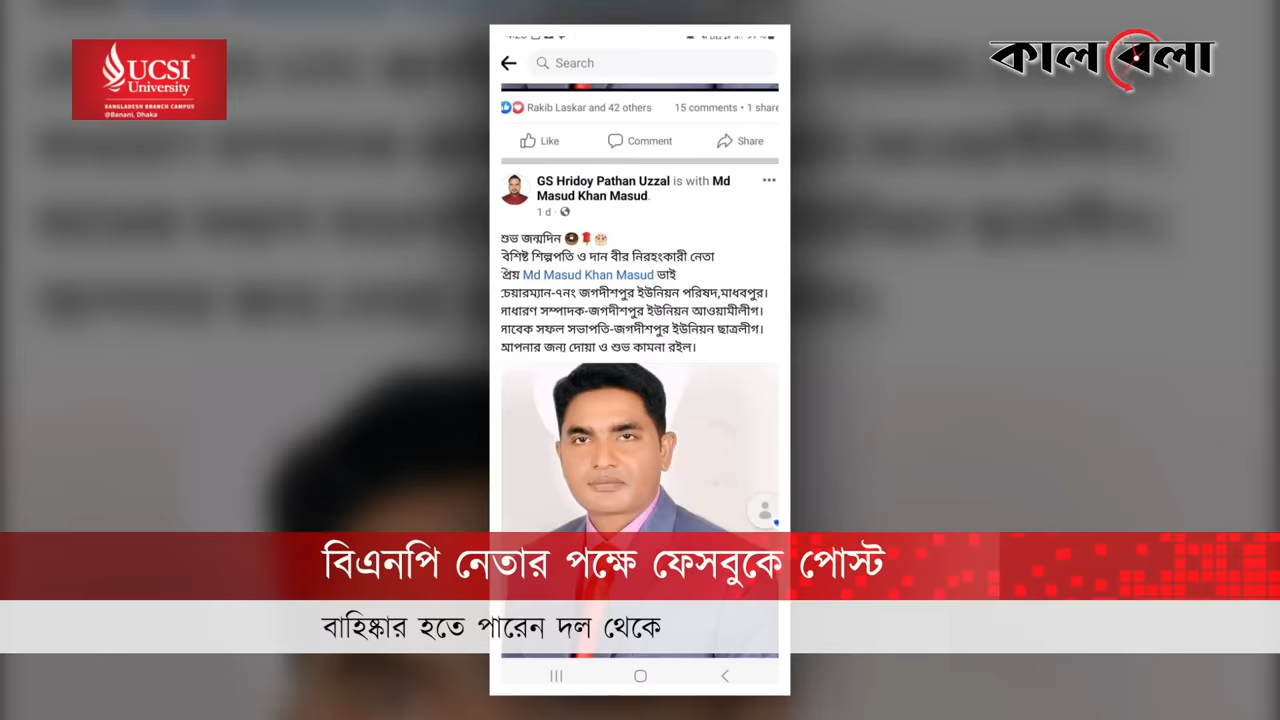 UCSI
University
BANGLADESH BRANCH CAMPUS
@Banani, Dhaka
কালবেলা
Search
Rakib Laskar and 42 others 15 comments • 1 share
Like Comment Share
GS Hridoy Pathan Uzzal is with Md
Masud Khan Masud.
1 d ·
শুভ জন্মদিন
বিশিষ্ট শিল্পপতি ও দান বীর নিরহংকারী নেতা
প্রিয় Md Masud Khan Masud ভাই
চেয়ারম্যান-৭নং জগদীশপুর ইউনিয়ন পরিষদ,মাধবপুর।
সাধারণ সম্পাদক-জগদীশপুর ইউনিয়ন আওয়ামীলীগ।
সাবেক সফল সভাপতি-জগদীশপুর ইউনিয়ন ছাত্রলীগ।
আপনার জন্য দোয়া ও শুভ কামনা রইল।
বিএনপি নেতার পক্ষে ফেসবুকে পোস্ট
বাহিষ্কার হতে পারেন দল থেকে